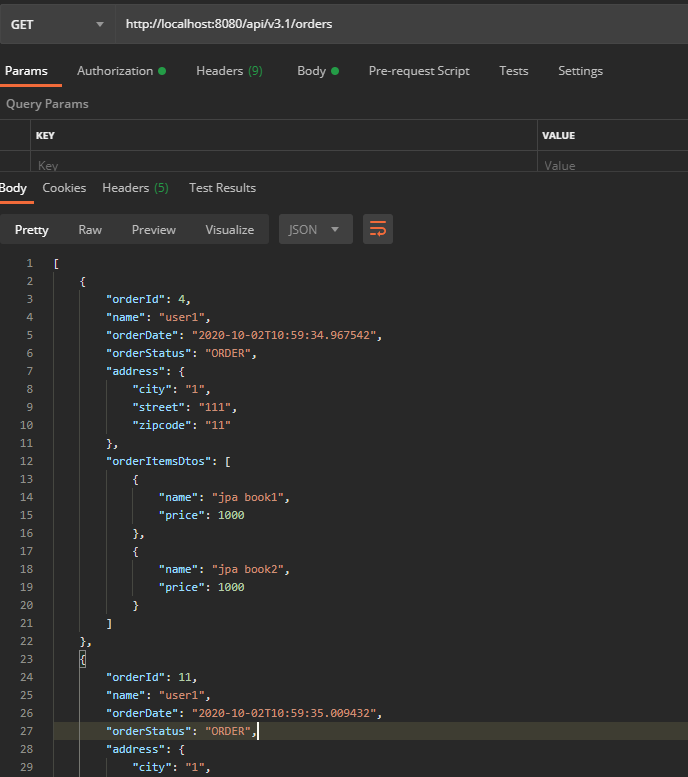 GET http://localhost:8080/api/v3.1/orders
Params Authorization Headers (9) Body Pre-request Script Tests Settings
Query Params
KEY VALUE
Key Value
Body Cookies Headers (5) Test Results
Pretty Raw Preview Visualize JSON
1 [
2 {
3 "orderId": 4,
4 "name": "user1",
5 "orderDate": "2020-10-02T10:59:34.967542",
6 "orderStatus": "ORDER",
7 "address": {
8 "city": "1",
9 "street": "111",
10 "zipcode": "11"
11 },
12 "orderItemsDtos": [
13 {
14 "name": "jpa book1",
15 "price": 1000
16 },
17 {
18 "name": "jpa book2",
19 "price": 1000
20 }
21 ]
22 },
23 {
24 "orderId": 11,
25 "name": "user1",
26 "orderDate": "2020-10-02T10:59:35.009432",
27 "orderStatus": "ORDER",
28 "address": {
29 "city": "1",